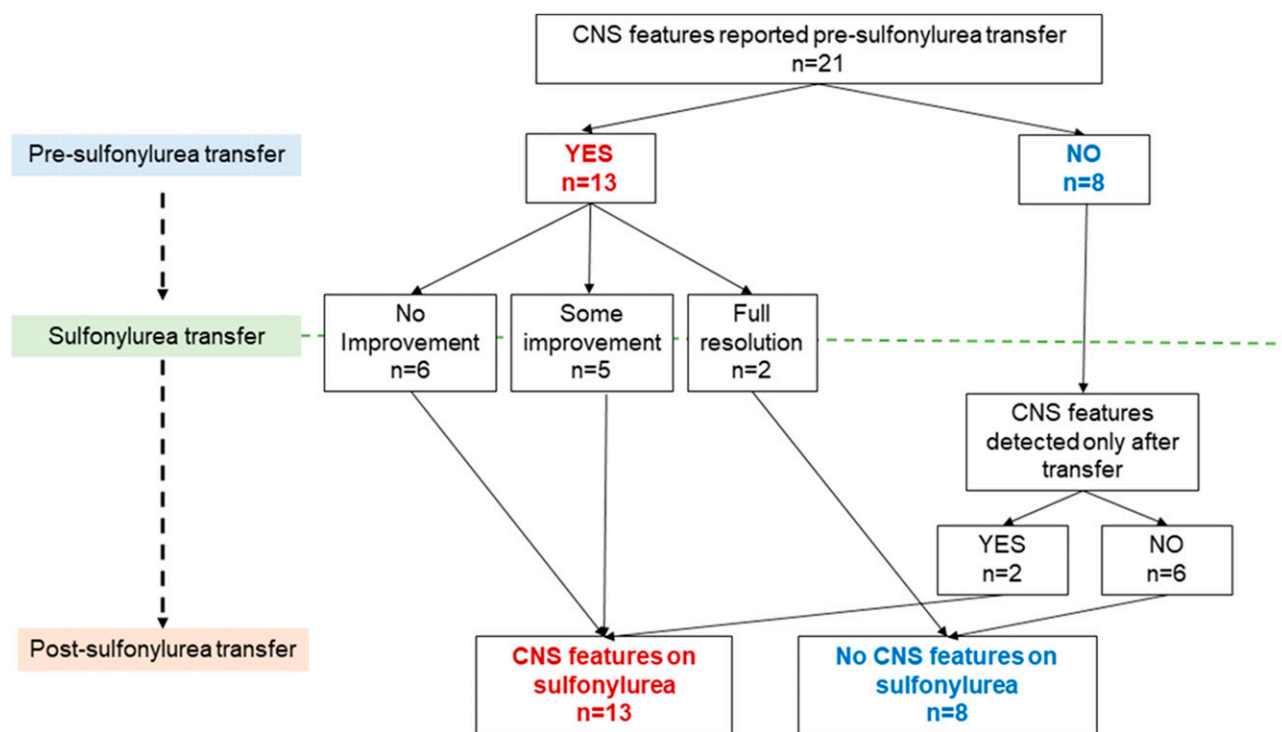 CNS features reported pre-sulfonylurea transfer
n=21
Pre-sulfonylurea transfer
YES
n=13
NO
n=8
Sulfonylurea transfer
No
Improvement
n=6
Some
improvement
n=5
Full
resolution
n=2
CNS features
detected only after
transfer
YES
n=2
NO
n=6
Post-sulfonylurea transfer
CNS features on
sulfonylurea
n=13
No CNS features on
sulfonylurea
n=8